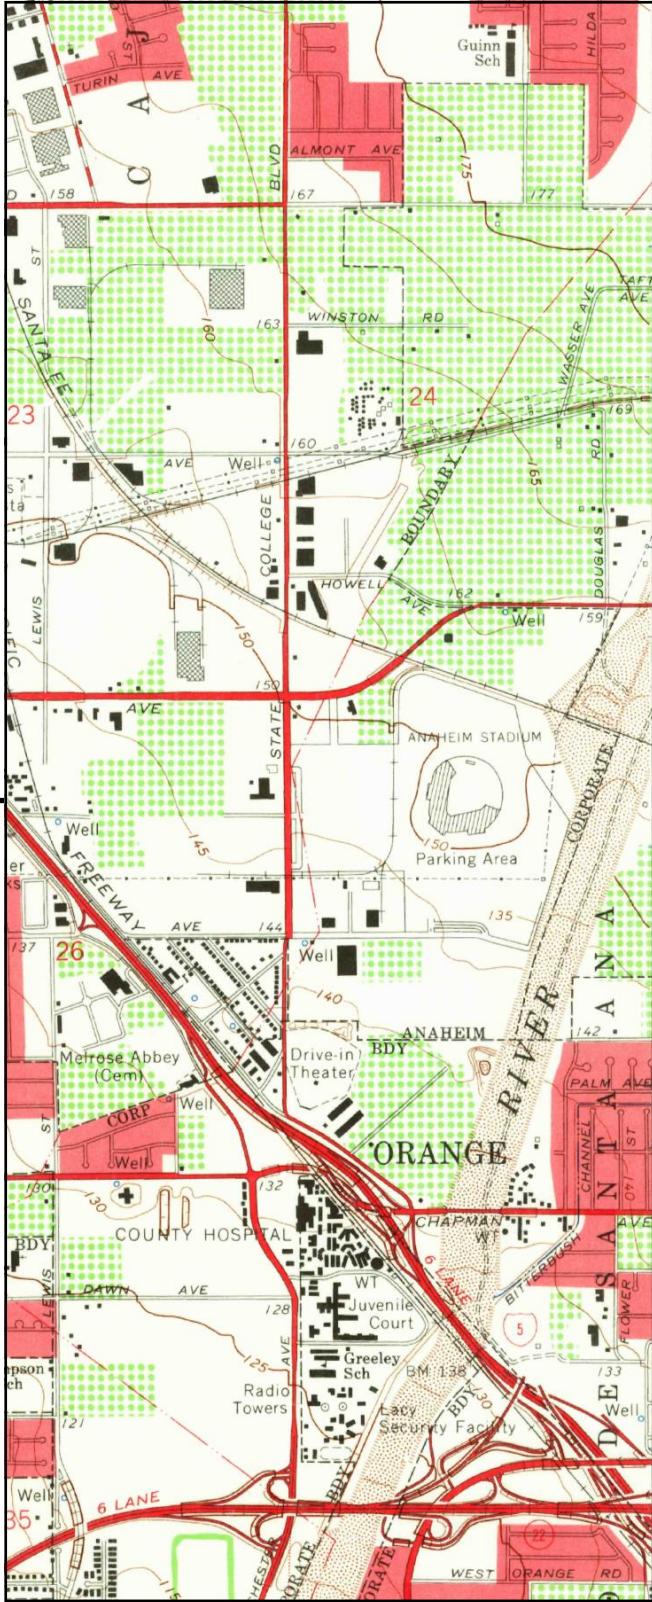 ST
J
Guinn
Sch
HILDA
TURIN AVE
A
175
BLVD
ALMONT AVE
C
158
167
177
ST
SANTA FE
TAFT
AVE
WASSER AVE
163
WINSTON RD
160
23
24
169
160
AVE
Well
RD
165
BOUNDARY
COLLEGE
DOUGLAS
HOWELL
AVE
162
LEWIS
Well
159
150
150
AVE
STATE
ANAHEIM STADIUM
CORPORATE
Well
145
150
Parking Area
FREEWAY
135
AVE
144
137
26
Well
ANA
140
RIVER
142
ANAHEIM
BDY
Melrose Abbey
(Cem)
Drive-in
Theater
PALM AVE
Well
CORP
CHANNEL
ST
140
ST
ORANGE
Well
SANTA
130
132
130
CHAPMAN
AVE
COUNTY HOSPITAL
WT
BDY
6 LANE
BITTERBUSH
WT
LEWIS
DAWN AVE
FLOWER
128
Juvenile
Court
5
AVE
125
Greeley
Sch
BM 138
133
Radio
Towers
130
DE
Lacy
Security Facility
BDY
Well
121
Well
BDY
35
6 LANE
22
WEST ORANGE RD
115